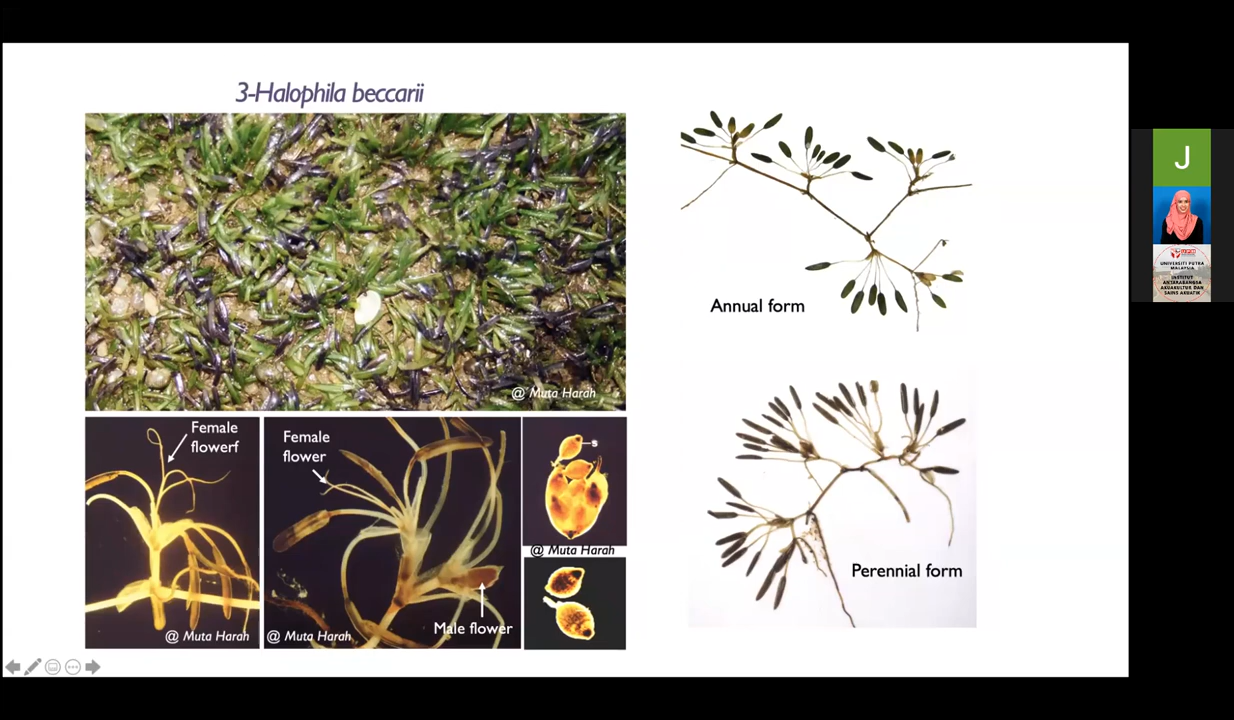 3-Halophila beccarii
@ Muta Harah
Annual form
Female
flowerf
@ Muta Harah
Female
flower
Male flower
@ Muta Harah
s
@ Muta Harah
Perennial form
J
UNIVERSITI PUTRA
MALAYSIA
INSTITUT
ANTARABANGSA
AKUAKULTUR DAN
SAINS AKUATIK